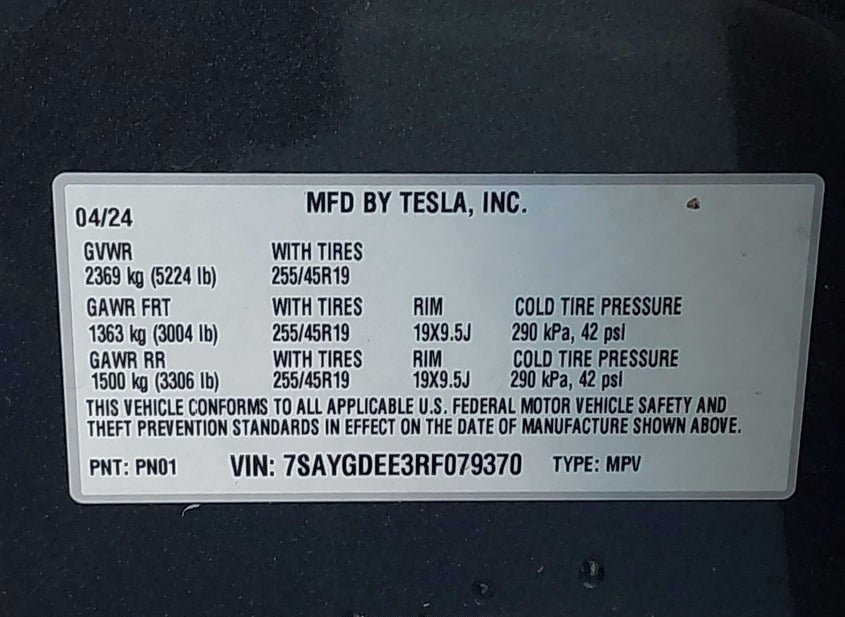 MFD BY TESLA, INC.
04/24
GVWR WITH TIRES
2369 kg (5224 lb) 255/45R19
GAWR FRT WITH TIRES RIM COLD TIRE PRESSURE
1363 kg (3004 lb) 255/45R19 19X9.5J 290 kPa, 42 psi
GAWR RR WITH TIRES RIM COLD TIRE PRESSURE
1500 kg (3306 lb) 255/45R19 19X9.5J 290 kPa, 42 psi
THIS VEHICLE CONFORMS TO ALL APPLICABLE U.S. FEDERAL MOTOR VEHICLE SAFETY AND
THEFT PREVENTION STANDARDS IN EFFECT ON THE DATE OF MANUFACTURE SHOWN ABOVE.
PNT: PN01 VIN: 7SAYGDEE3RF079370 TYPE: MPV